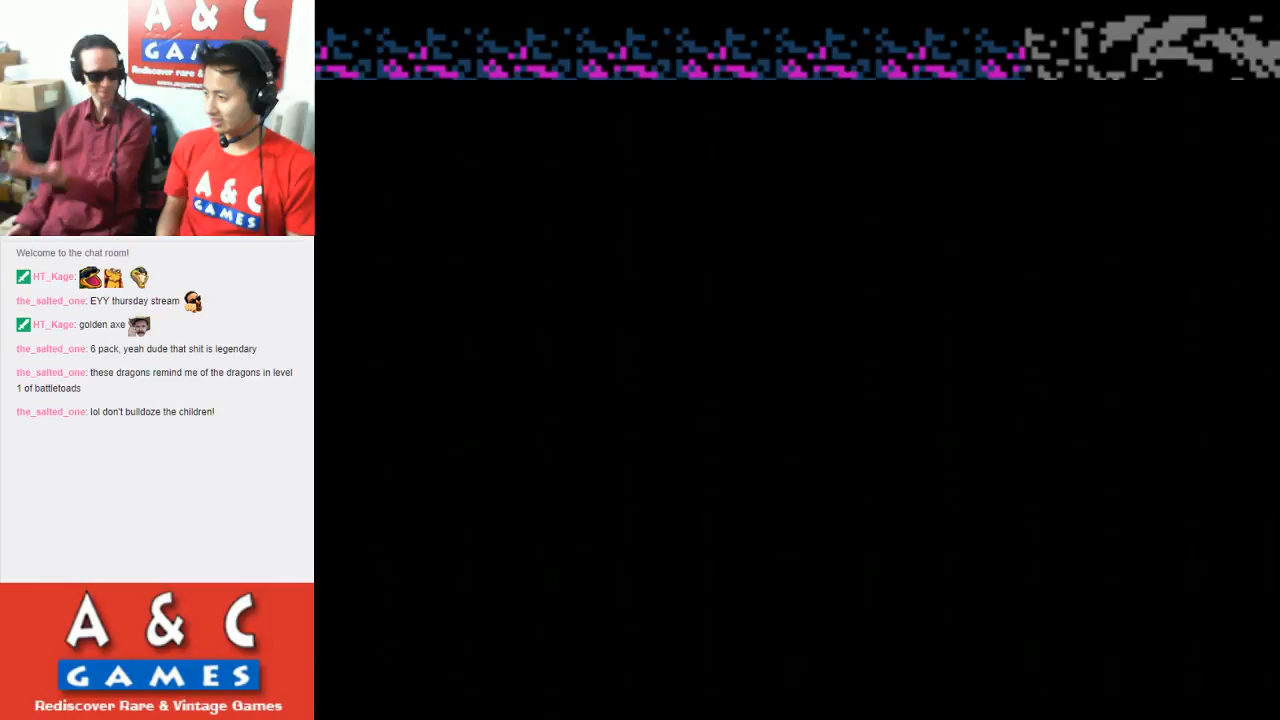 A & C
GAMES
Rediscover rare &
A & C
GAMES
Welcome to the chat room!
HT_Kage:
the_salted_one: EYY thursday stream
HT_Kage: golden axe
the_salted_one: 6 pack, yeah dude that shit is legendary
the_salted_one: these dragons remind me of the dragons in level
1 of battletoads
the_salted_one: lol don't bulldoze the children!
A & C
GAMES
Rediscover Rare & Vintage Games